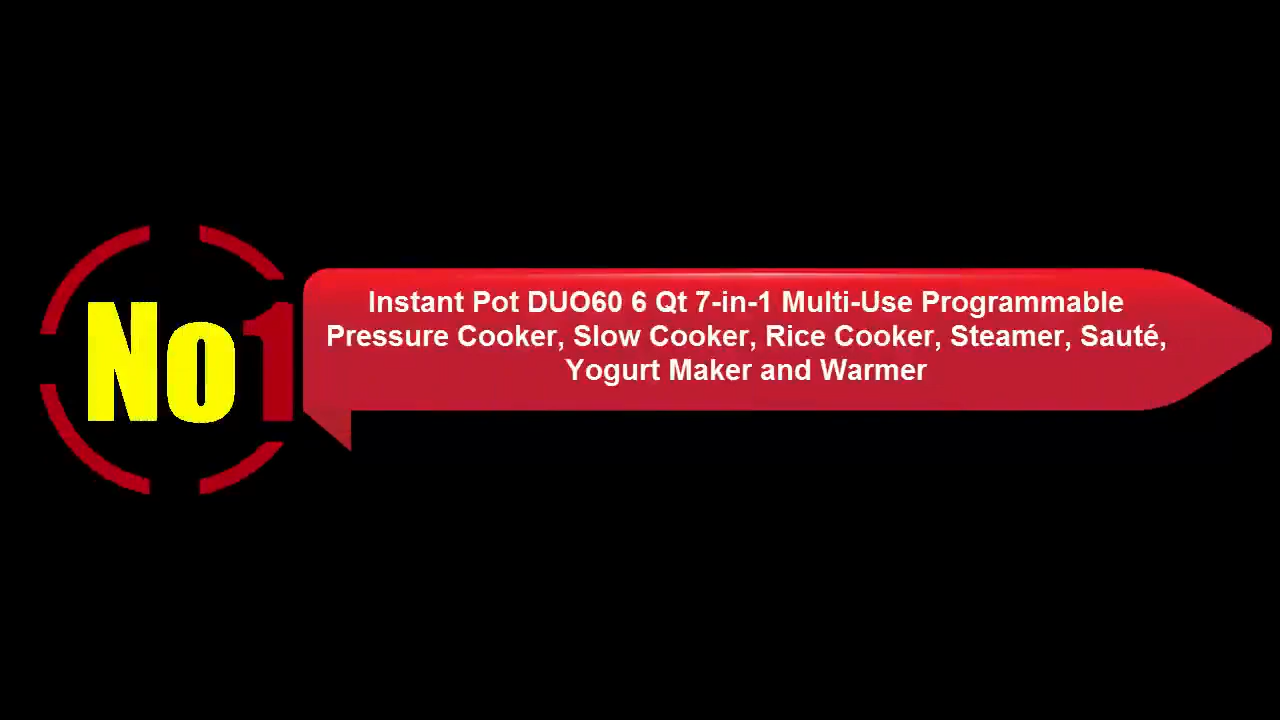 No1
Instant Pot DUO60 6 Qt 7-in-1 Multi-Use Programmable
Pressure Cooker, Slow Cooker, Rice Cooker, Steamer, Sauté,
Yogurt Maker and Warmer